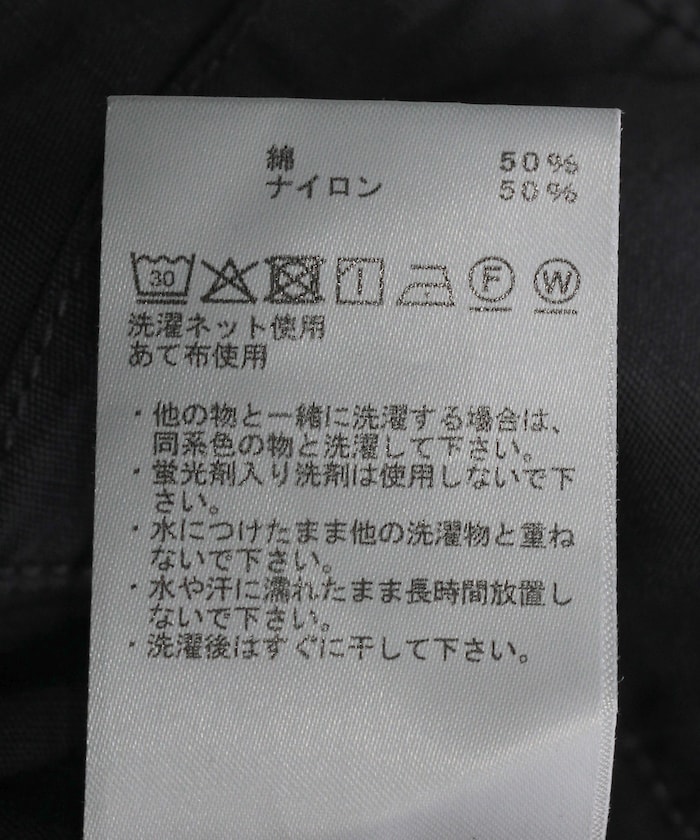 綿 50%
ナイロン 50%
30 F W
洗濯ネット使用
あて布使用
・他の物と一緒に洗濯する場合は、
同系色の物と洗濯して下さい。
・蛍光剤入り洗剤は使用しないで下
さい。
・水につけたまま他の洗濯物と重ね
ないで下さい。
・水や汗に濡れたまま長時間放置し
ないで下さい。
・洗濯後はすぐに干して下さい。